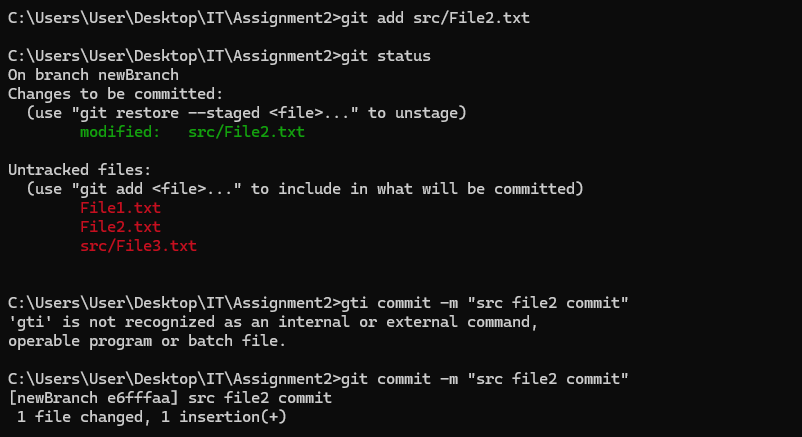 C:\Users\User\Desktop\IT\Assignment2>git add src/File2.txt
C:\Users\User\Desktop\IT\Assignment2>git status
On branch newBranch
Changes to be committed:
  (use "git restore --staged <file>..." to unstage)
        modified:   src/File2.txt
Untracked files:
  (use "git add <file>..." to include in what will be committed)
        File1.txt
        File2.txt
        src/File3.txt
C:\Users\User\Desktop\IT\Assignment2>gti commit -m "src file2 commit"
'gti' is not recognized as an internal or external command,
operable program or batch file.
C:\Users\User\Desktop\IT\Assignment2>git commit -m "src file2 commit"
[newBranch e6fffaa] src file2 commit
 1 file changed, 1 insertion(+)